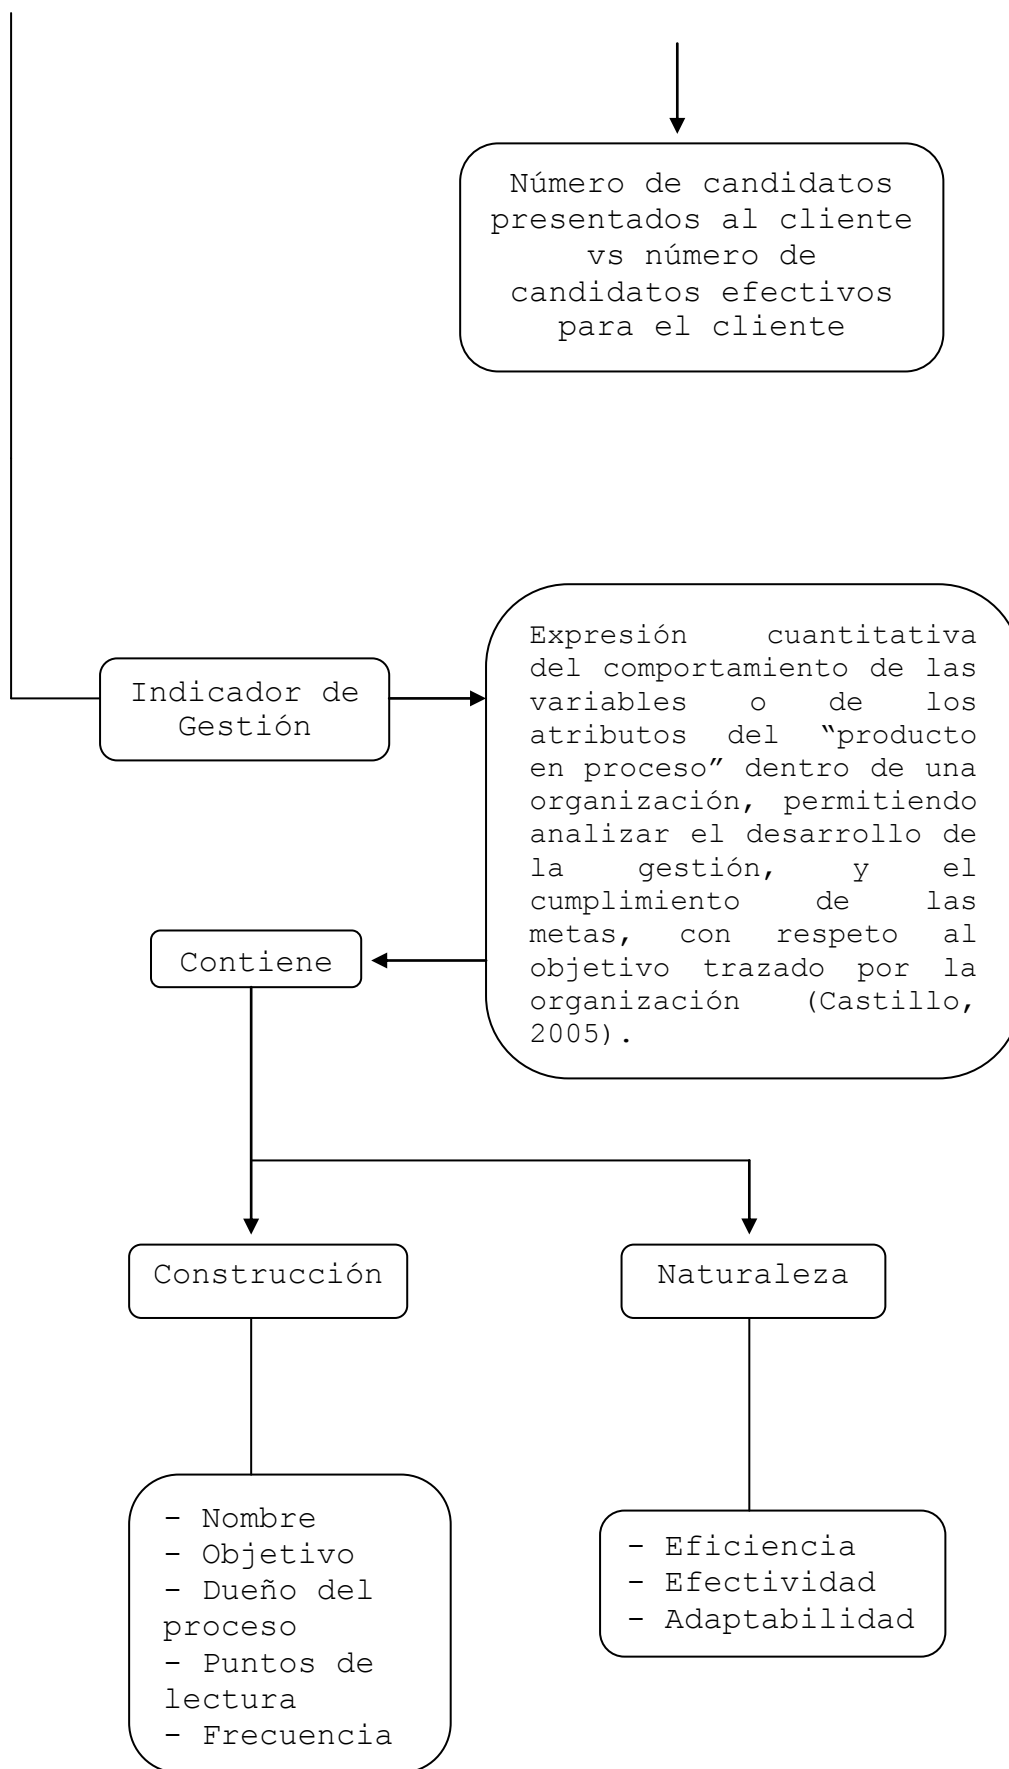 Número de candidatos
presentados al cliente
vs número de
candidatos efectivos
para el cliente
Indicador de
Gestión
Expresión cuantitativa
del comportamiento de las
variables o de los
atributos del “producto
en proceso” dentro de una
organización, permitiendo
analizar el desarrollo de
la gestión, y el
cumplimiento de las
metas, con respeto al
objetivo trazado por la
organización (Castillo,
2005).
Contiene
Construcción
Naturaleza
- Nombre
- Objetivo
- Dueño del
proceso
- Puntos de
lectura
- Frecuencia
- Eficiencia
- Efectividad
- Adaptabilidad